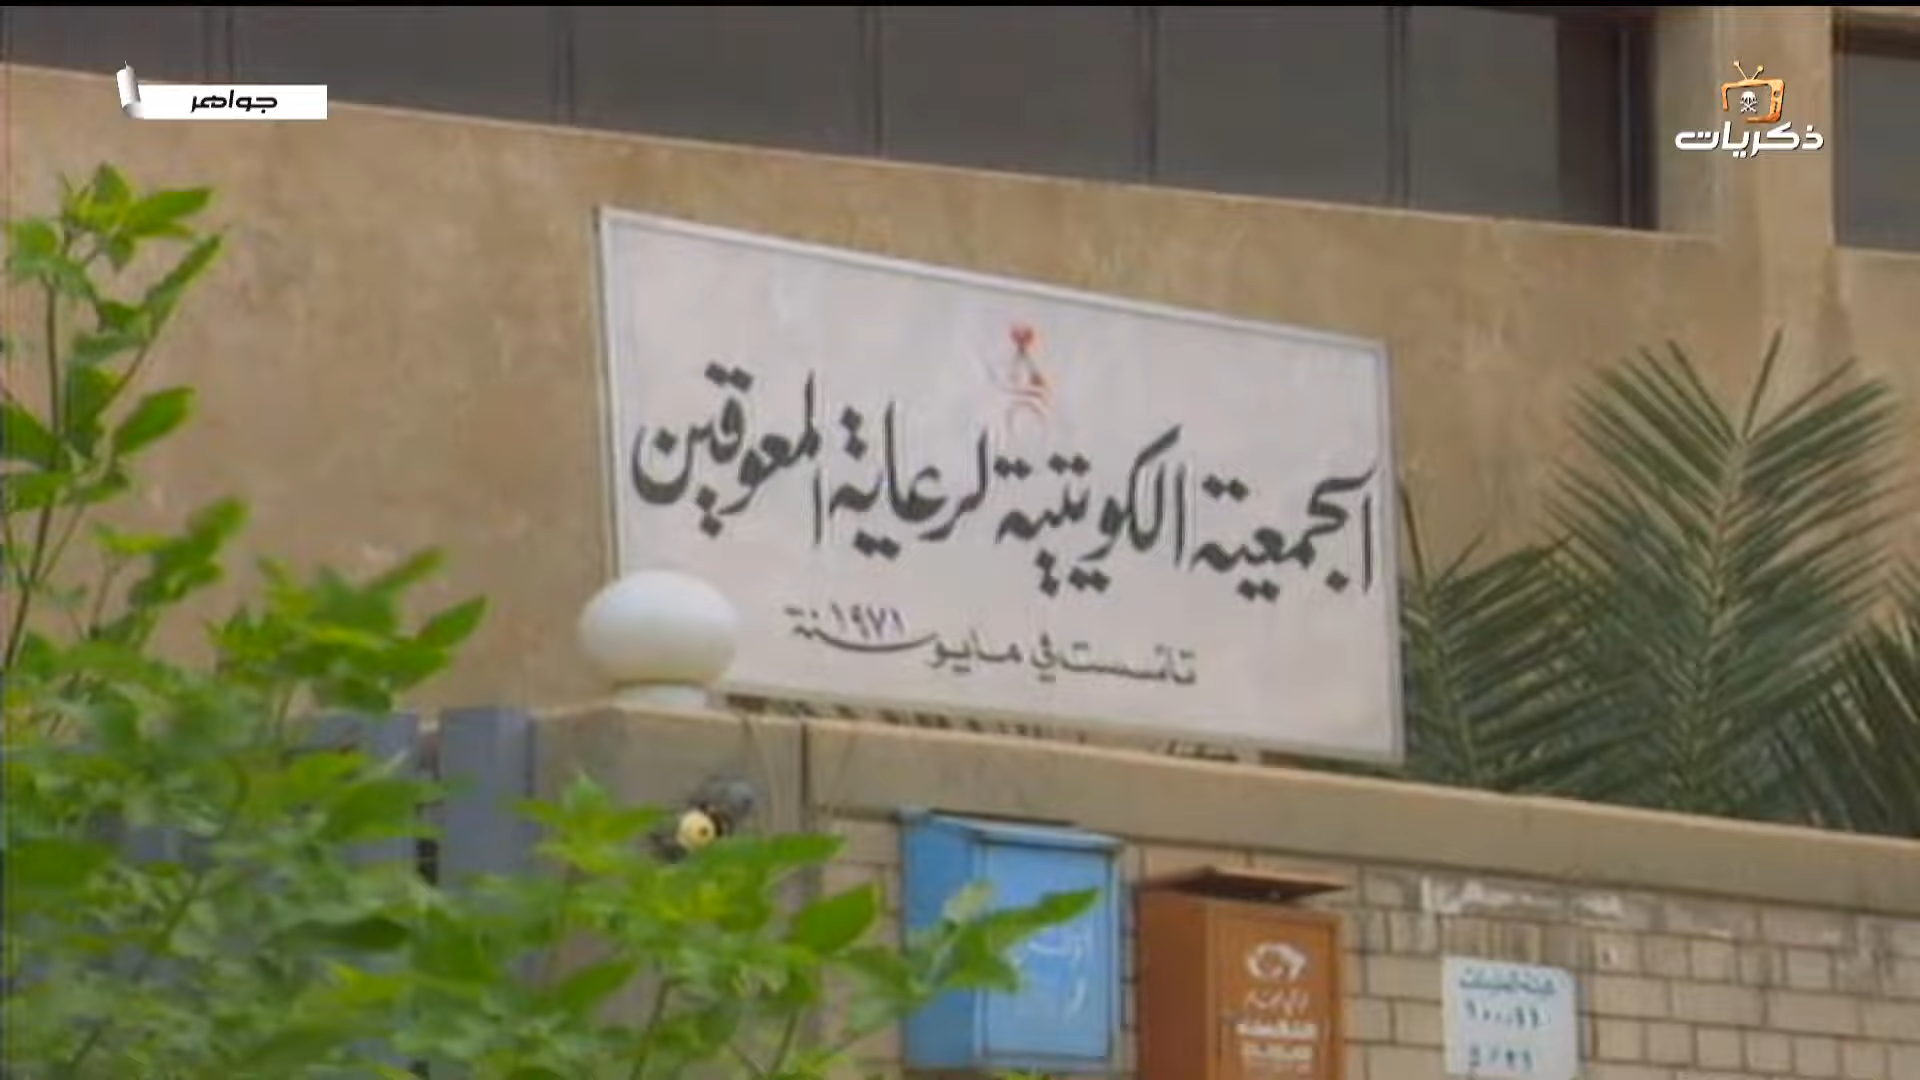 جواهر
ذكريات
الجمعية الكويتية لرعاية المعوقين
تأسست في مايو سنة ١٩٧١